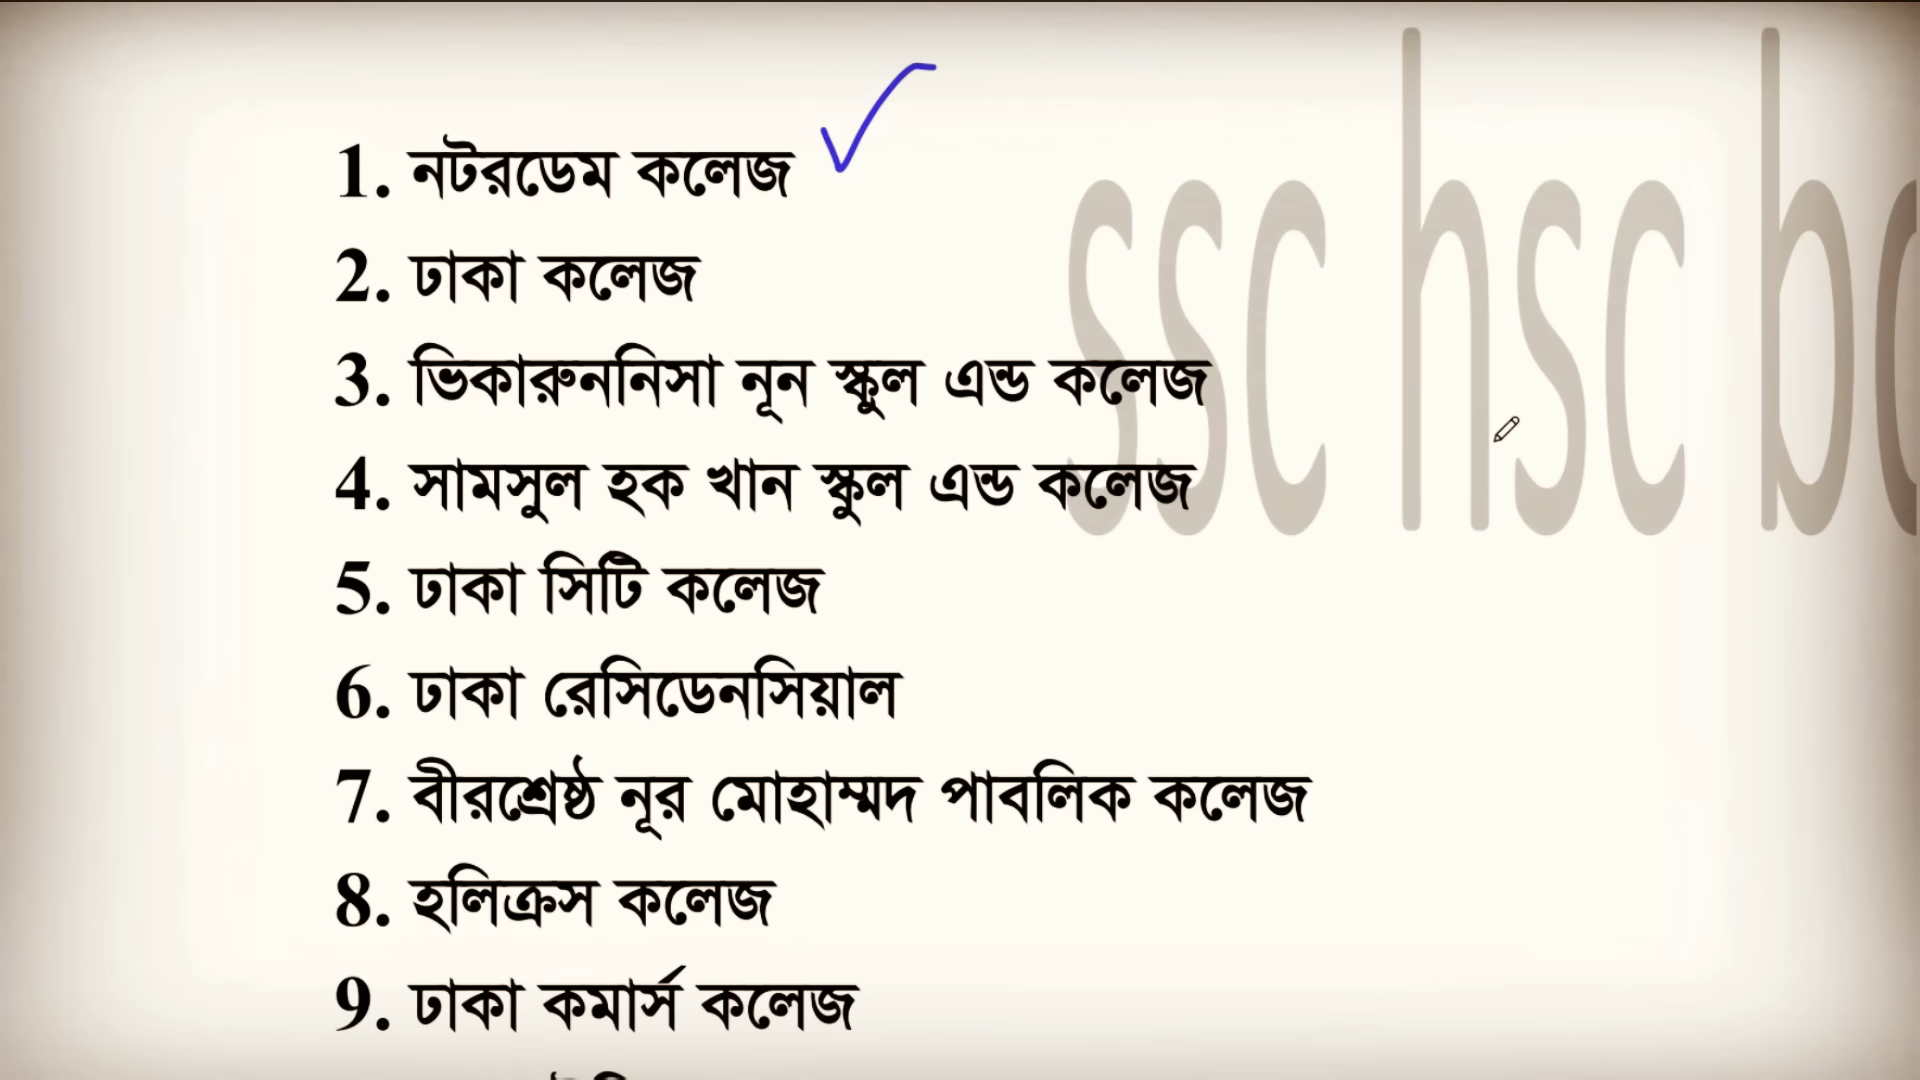 1. নটরডেম কলেজ
2. ঢাকা কলেজ
3. ভিকারুননিসা নূন স্কুল এন্ড কলেজ
4. সামসুল হক খান স্কুল এন্ড কলেজ
5. ঢাকা সিটি কলেজ
6. ঢাকা রেসিডেনসিয়াল
7. বীরশ্রেষ্ঠ নূর মোহাম্মদ পাবলিক কলেজ
8. হলিক্রস কলেজ
9. ঢাকা কমার্স কলেজ
ssc hsc